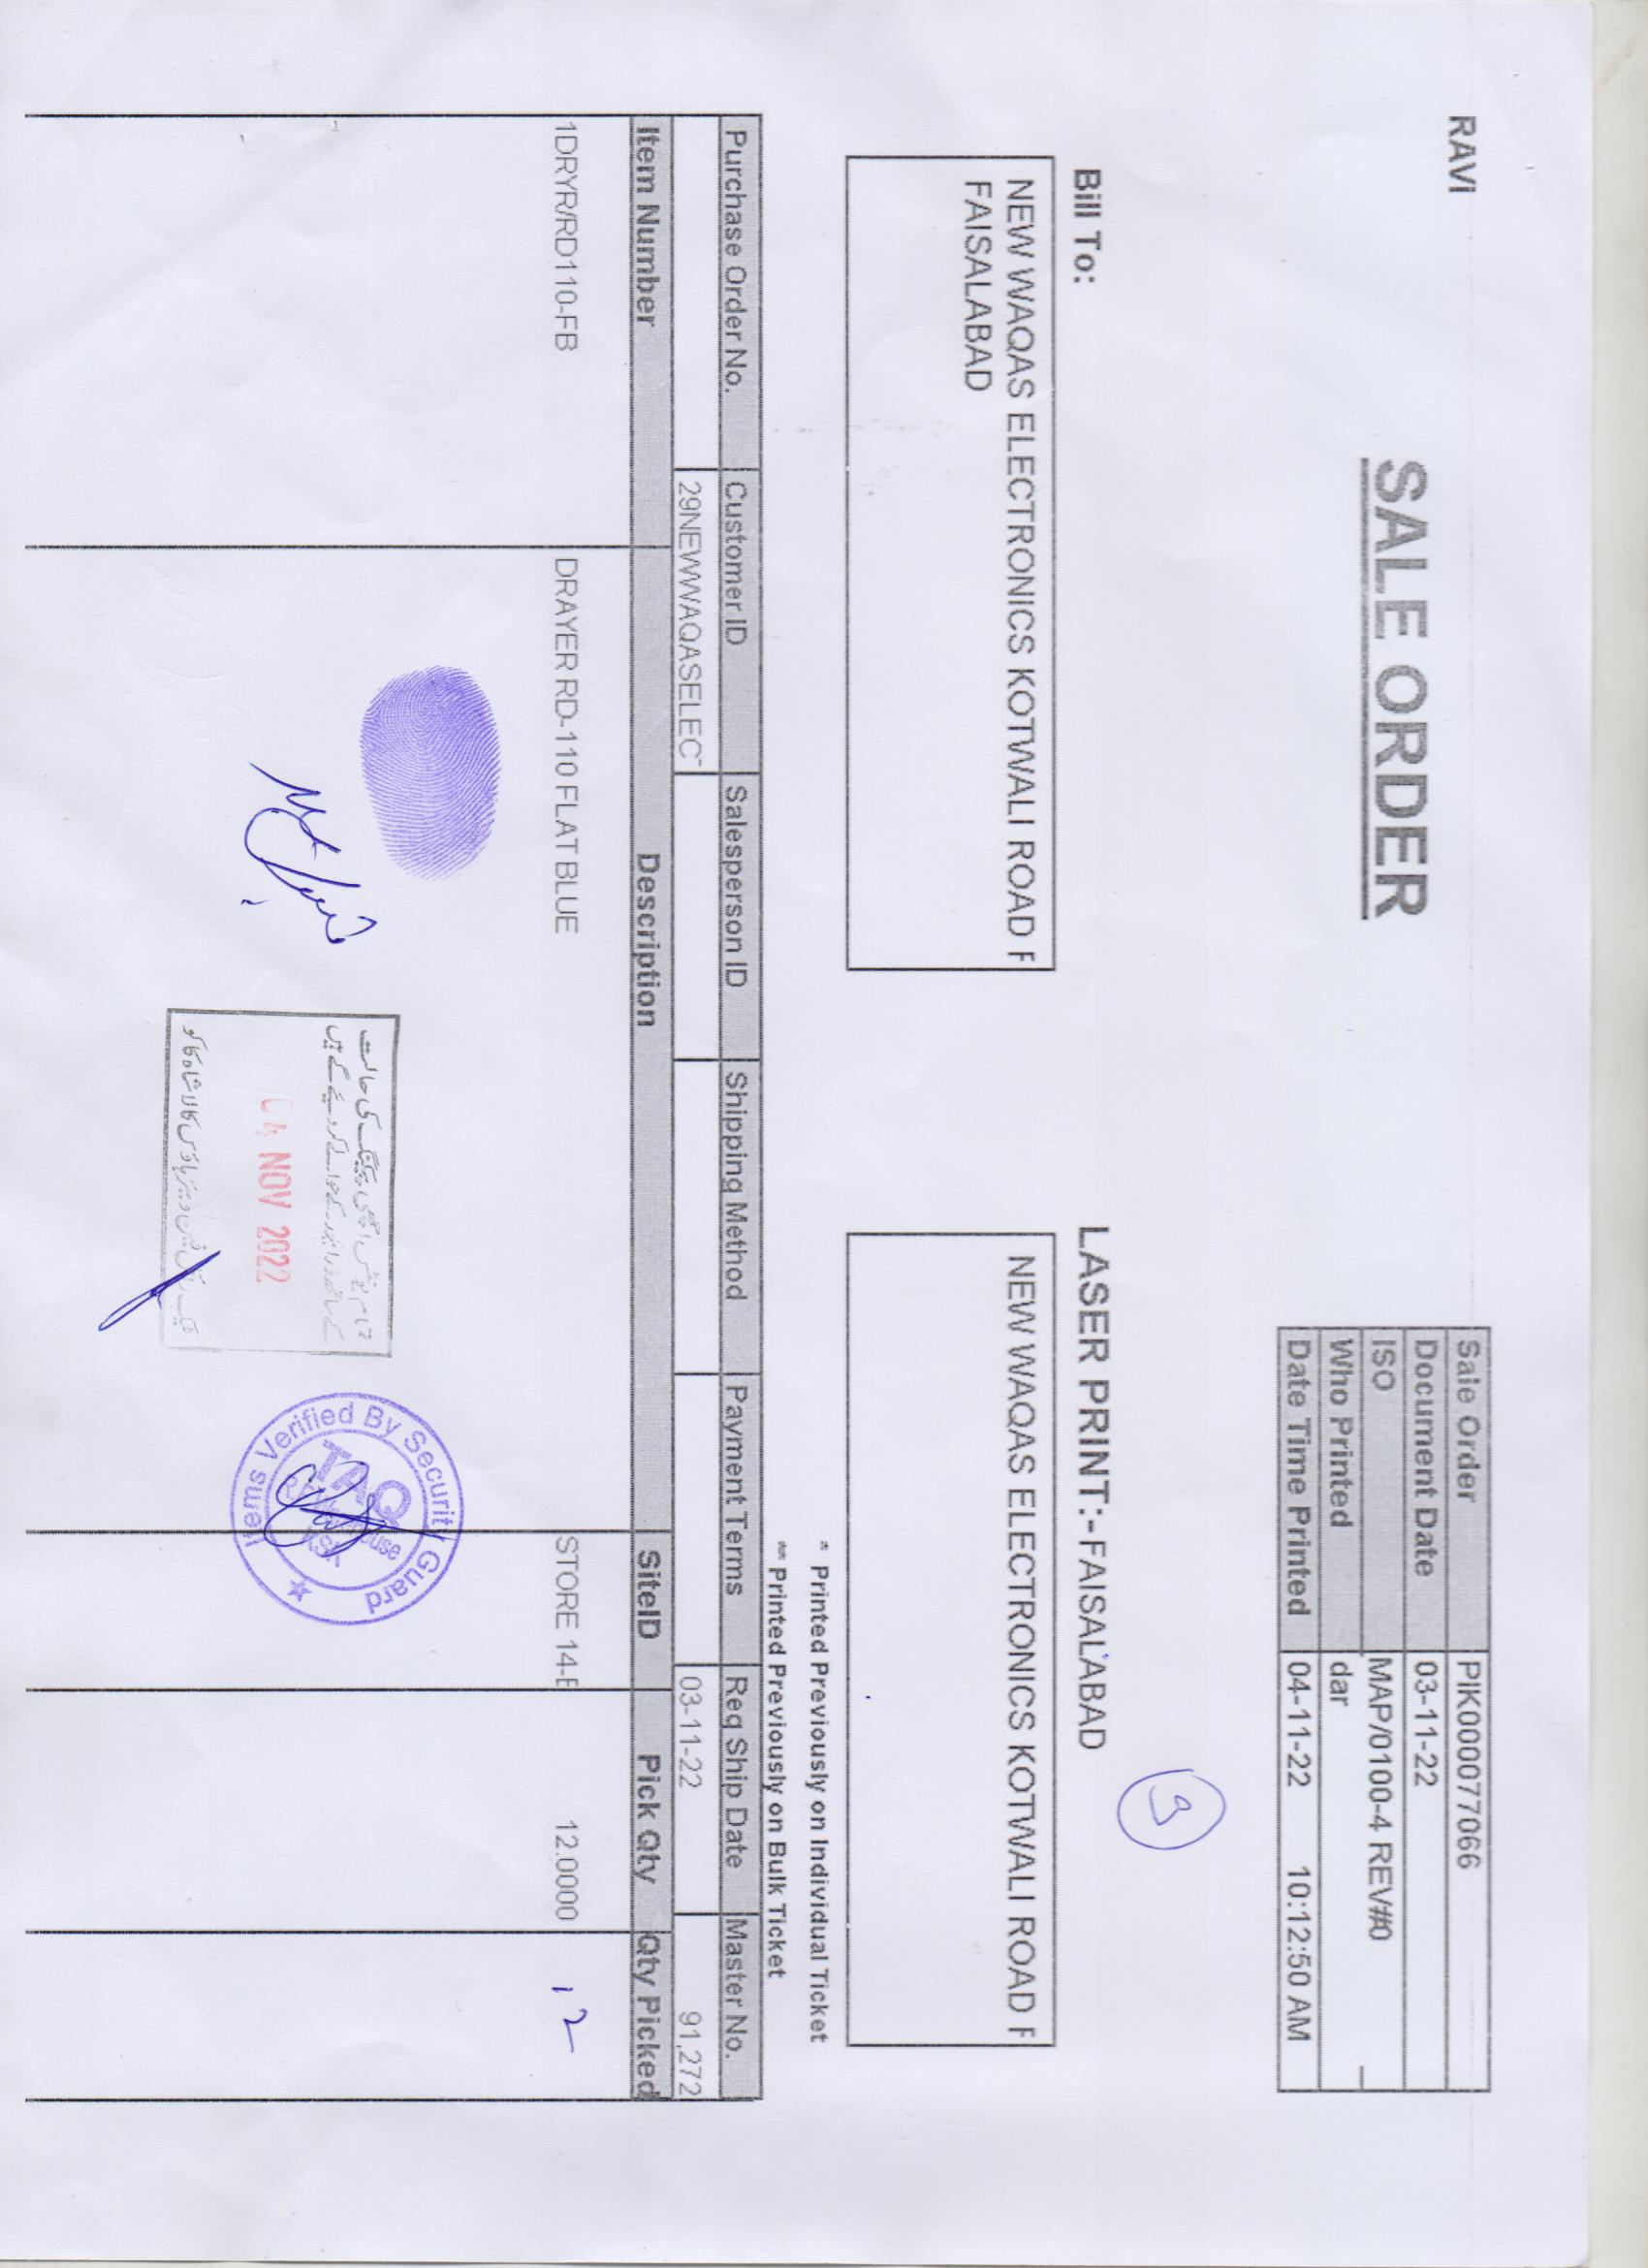 RAVI
SALE ORDER
Sale Order PIK000077066
Document Date 03-11-22
ISO MAP/0100-4 REV#0
Who Printed dar
Date Time Printed 04-11-22 10:12:50 AM
9
Bill To:
NEW WAQAS ELECTRONICS KOTWALI ROAD F
FAISALABAD
LASER PRINT:-FAISALABAD
NEW WAQAS ELECTRONICS KOTWALI ROAD F
* Printed Previously on Individual Ticket
** Printed Previously on Bulk Ticket
Purchase Order No. Customer ID Salesperson ID Shipping Method Payment Terms Req Ship Date Master No.
29NEWWAQASELEC 03-11-22 91,272
Item Number Description SiteID Pick Qty Qty Picked
1DRYR/RD110-FB DRAYER RD-110 FLAT BLUE STORE 14-E 12.0000 12
تمام یونٹس اچھی پیکنگ کی حالت
کے ساتھ ڈرائیور کے حوالے کر دیئے گے ہیں
04 NOV 2022
فین ویئر ہاؤس کالا شاہ کاکو
Items Verified By Security Guard
TAQ